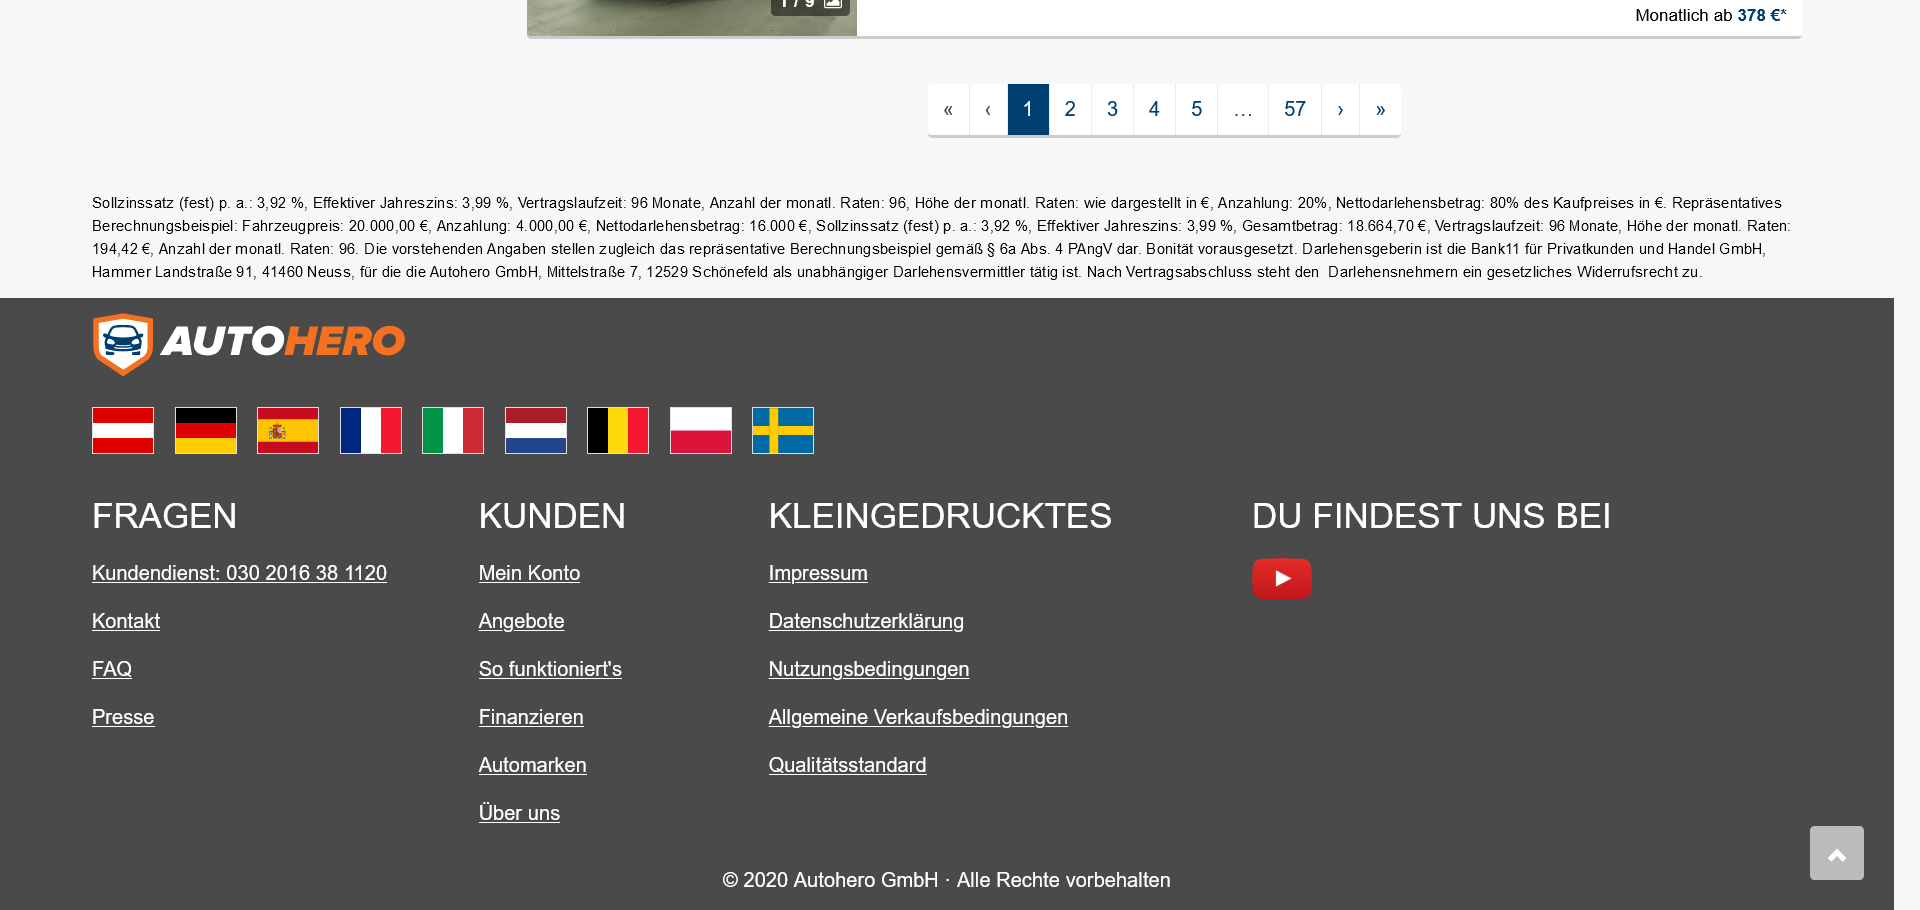 1 / 9
Monatlich ab 378 €*
« ‹ 1 2 3 4 5 … 57 › »
Sollzinssatz (fest) p. a.: 3,92 %, Effektiver Jahreszins: 3,99 %, Vertragslaufzeit: 96 Monate, Anzahl der monatl. Raten: 96, Höhe der monatl. Raten: wie dargestellt in €, Anzahlung: 20%, Nettodarlehensbetrag: 80% des Kaufpreises in €. Repräsentatives
Berechnungsbeispiel: Fahrzeugpreis: 20.000,00 €, Anzahlung: 4.000,00 €, Nettodarlehensbetrag: 16.000 €, Sollzinssatz (fest) p. a.: 3,92 %, Effektiver Jahreszins: 3,99 %, Gesamtbetrag: 18.664,70 €, Vertragslaufzeit: 96 Monate, Höhe der monatl. Raten:
194,42 €, Anzahl der monatl. Raten: 96. Die vorstehenden Angaben stellen zugleich das repräsentative Berechnungsbeispiel gemäß § 6a Abs. 4 PAngV dar. Bonität vorausgesetzt. Darlehensgeberin ist die Bank11 für Privatkunden und Handel GmbH,
Hammer Landstraße 91, 41460 Neuss, für die die Autohero GmbH, Mittelstraße 7, 12529 Schönefeld als unabhängiger Darlehensvermittler tätig ist. Nach Vertragsabschluss steht den Darlehensnehmern ein gesetzliches Widerrufsrecht zu.
AUTOHERO
FRAGEN
Kundendienst: 030 2016 38 1120
Kontakt
FAQ
Presse
KUNDEN
Mein Konto
Angebote
So funktioniert's
Finanzieren
Automarken
Über uns
KLEINGEDRUCKTES
Impressum
Datenschutzerklärung
Nutzungsbedingungen
Allgemeine Verkaufsbedingungen
Qualitätsstandard
DU FINDEST UNS BEI
© 2020 Autohero GmbH · Alle Rechte vorbehalten